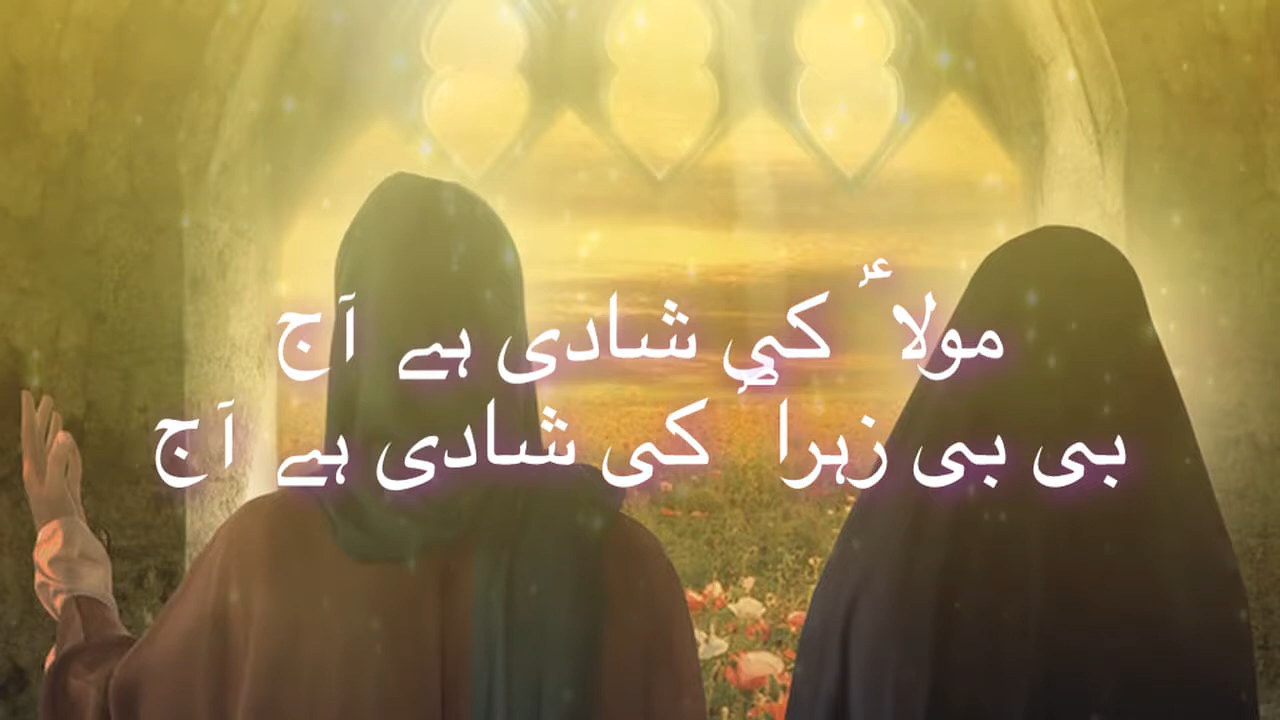 مولاؑ کی شادی ہے آج
بی بی زہراؑ کی شادی ہے آج